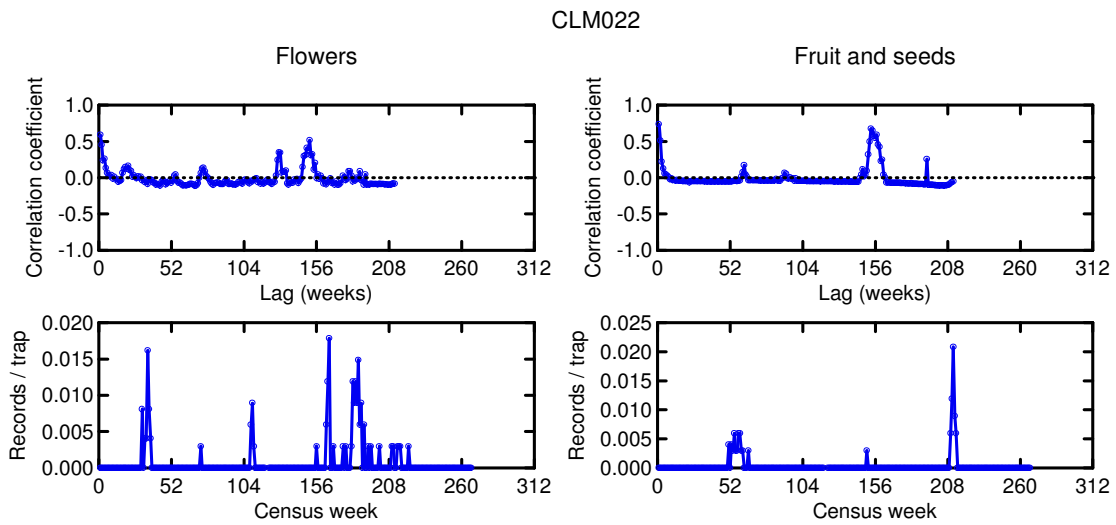 CLM022
Flowers
Fruit and seeds
Correlation coefficient
1.0
0.5
0.0
-0.5
-1.0
0 52 104 156 208 260 312
Lag (weeks)
Correlation coefficient
1.0
0.5
0.0
-0.5
-1.0
0 52 104 156 208 260 312
Lag (weeks)
Records / trap
0.020
0.015
0.010
0.005
0.000
0 52 104 156 208 260 312
Census week
Records / trap
0.025
0.020
0.015
0.010
0.005
0.000
0 52 104 156 208 260 312
Census week